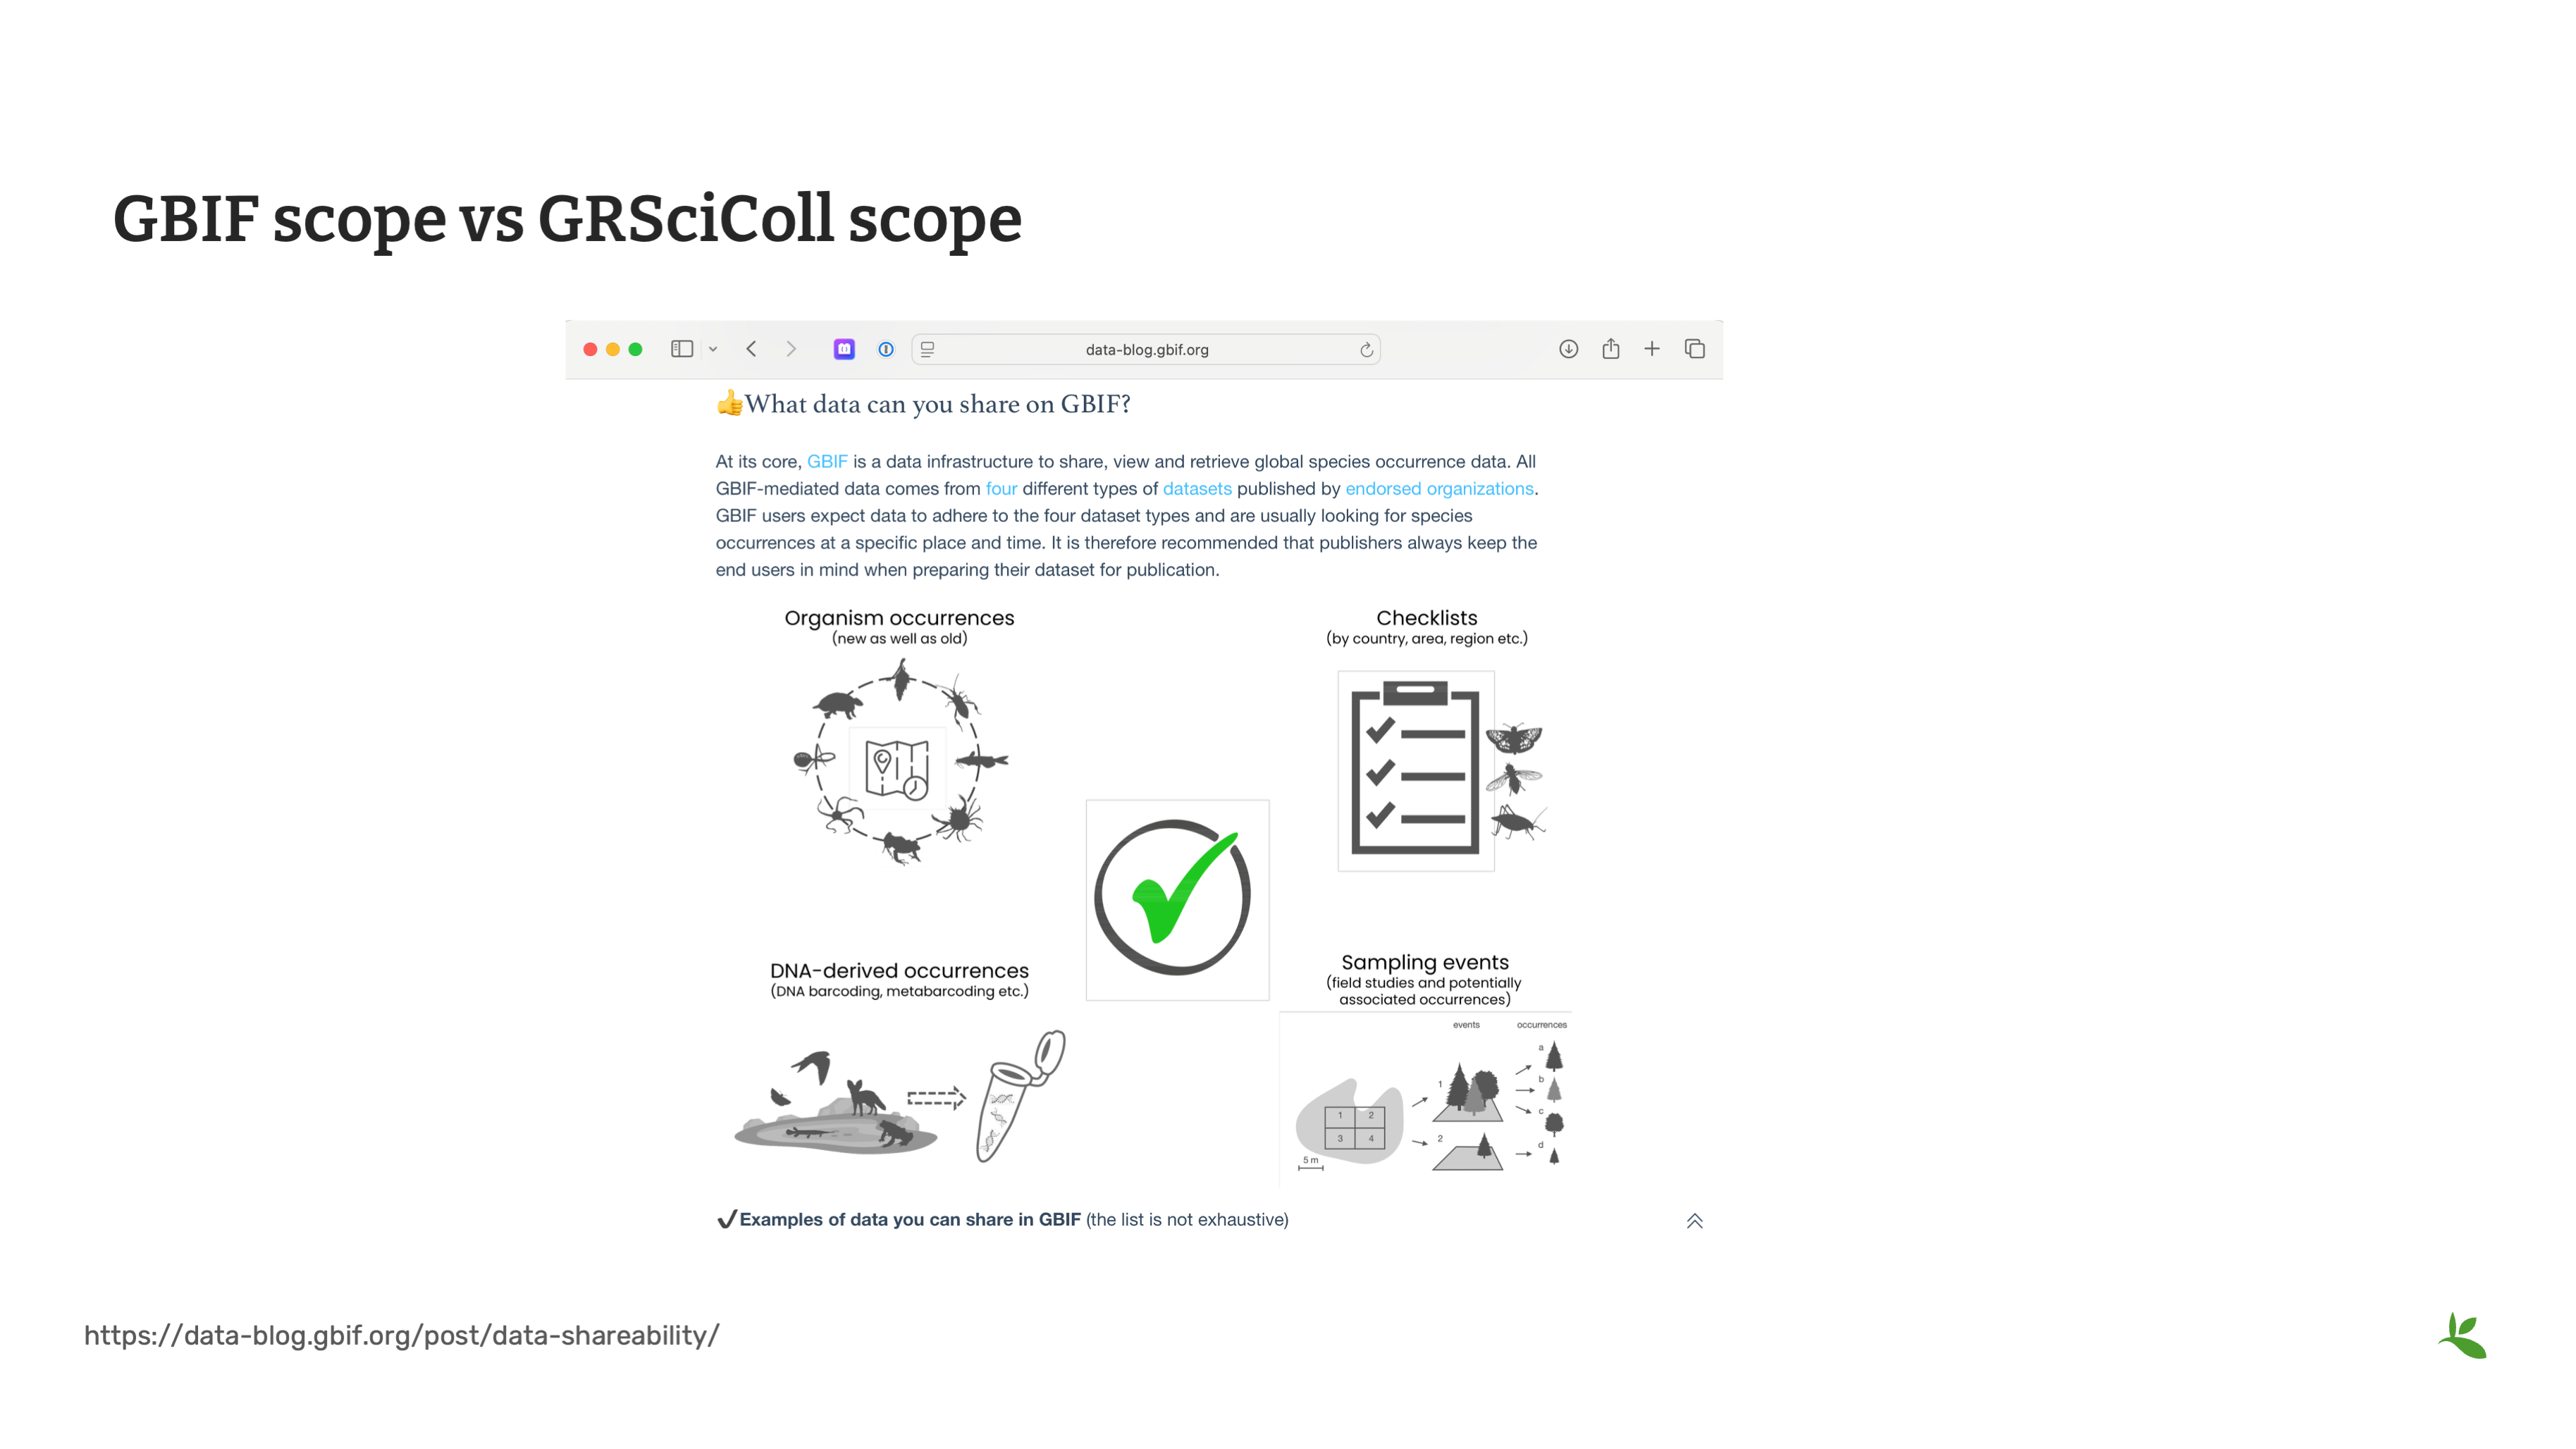 GBIF scope vs GRSciColl scope
data-blog.gbif.org
👍What data can you share on GBIF?
At its core, GBIF is a data infrastructure to share, view and retrieve global species occurrence data. All
GBIF-mediated data comes from four different types of datasets published by endorsed organizations.
GBIF users expect data to adhere to the four dataset types and are usually looking for species
occurrences at a specific place and time. It is therefore recommended that publishers always keep the
end users in mind when preparing their dataset for publication.
Organism occurrences
(new as well as old)
Checklists
(by country, area, region etc.)
DNA-derived occurrences
(DNA barcoding, metabarcoding etc.)
Sampling events
(field studies and potentially
associated occurrences)
events occurrences
a
b
1
c
1 2
3 4
2
d
5 m
✔Examples of data you can share in GBIF (the list is not exhaustive)
https://data-blog.gbif.org/post/data-shareability/